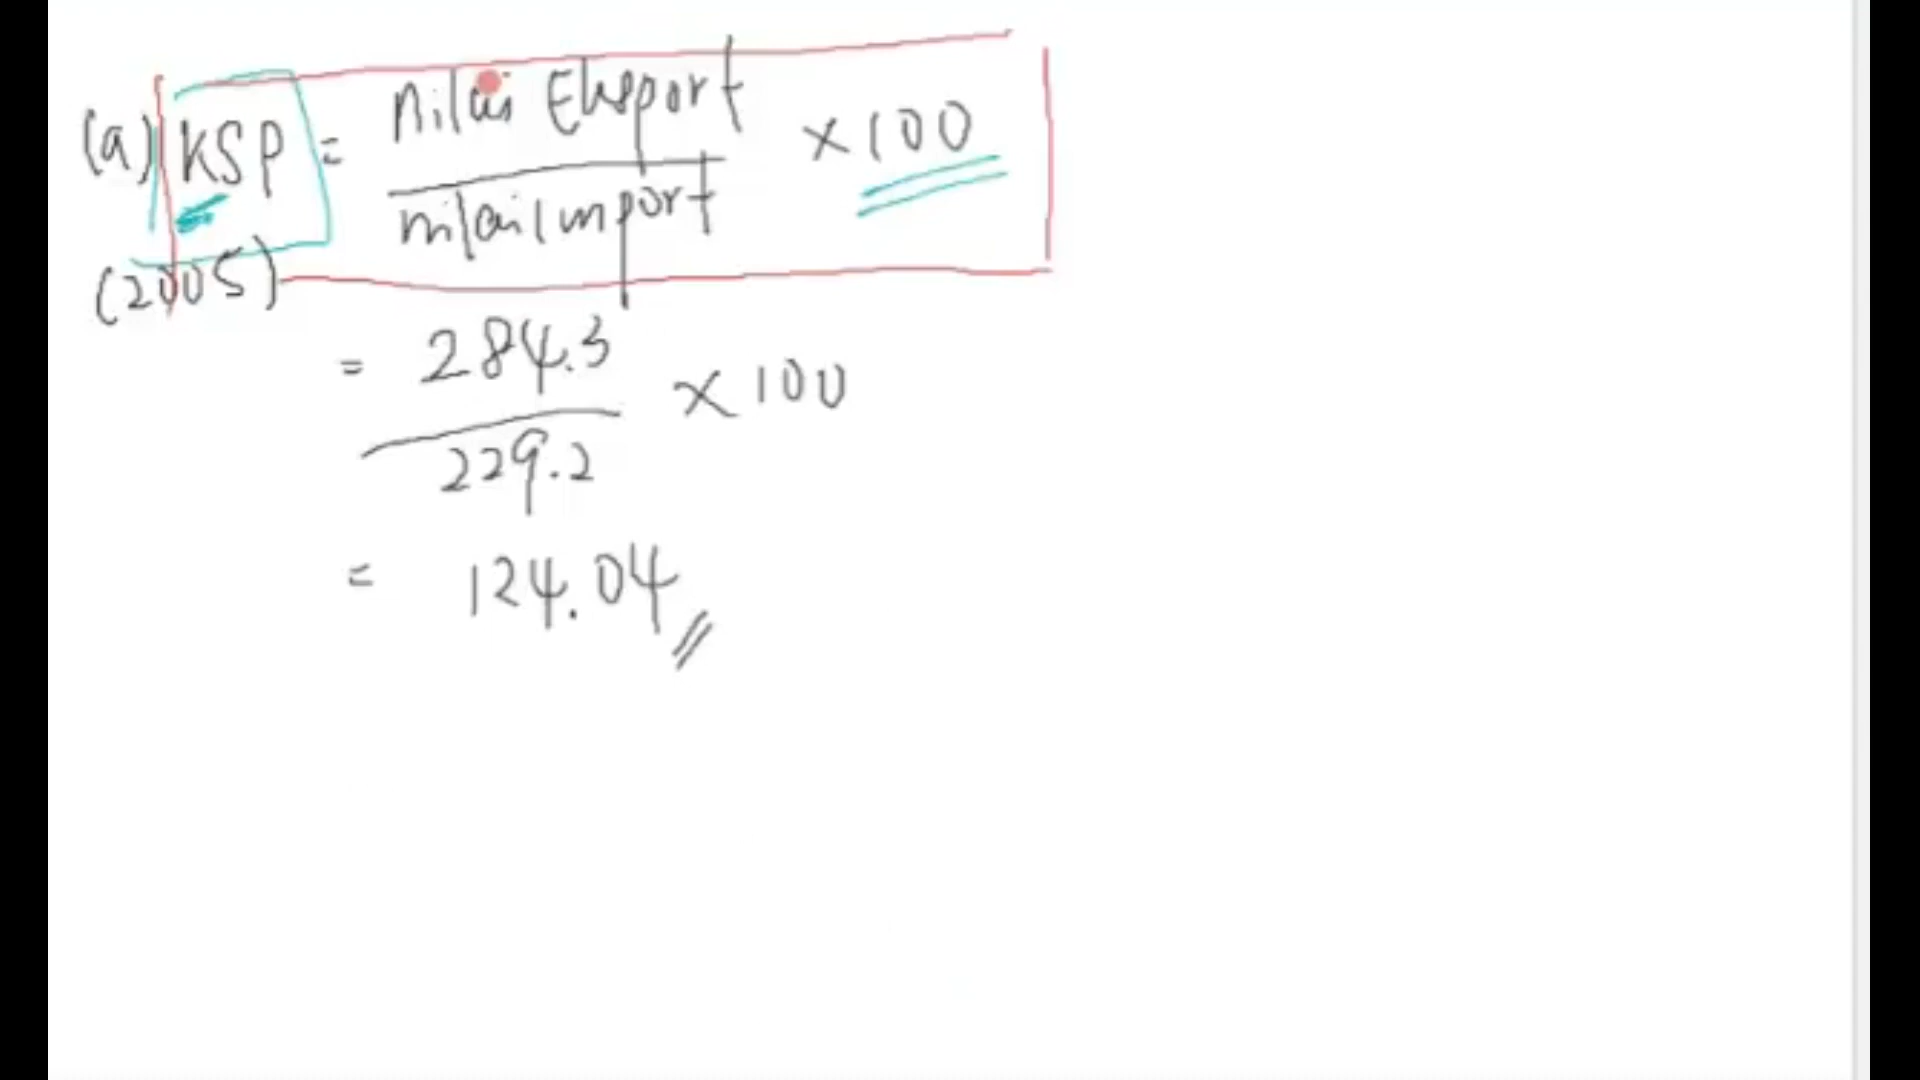 (a) KSP = nilai Eksport / nilai import × 100
(2005)
= 284.3 / 229.2 × 100
= 124.04